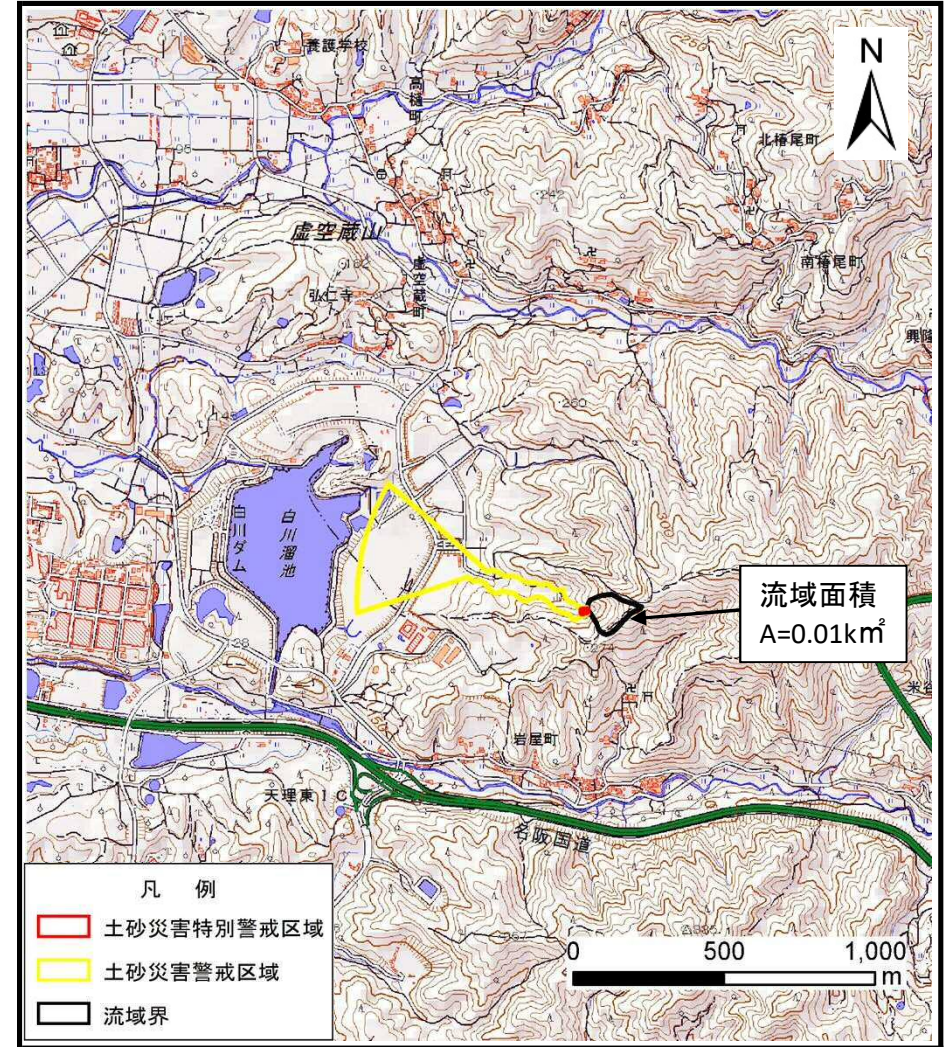 養護学校
高樋町
N
北椿尾町
虚空蔵山
182
南椿尾町
弘仁寺
虚空蔵町
260
白川ダム
白川溜池
流域面積
A=0.01k㎡
274
岩屋町
天理東IC
名阪国道
凡 例
土砂災害特別警戒区域
土砂災害警戒区域
流域界
0 500 1,000
m